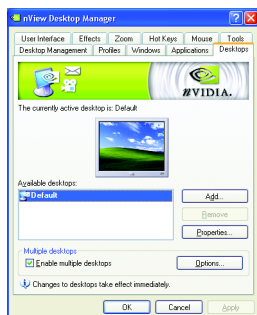 nView Desktop Manager
User Interface Effects Zoom Hot Keys Mouse Tools
Desktop Management Profiles Windows Applications Desktops
nVIDIA.
The currently active desktop is: Default
Available desktops:
Default
Add...
Remove
Properties...
Multiple desktops
Enable multiple desktops
Options...
Changes to desktops take effect immediately.
OK Cancel Apply